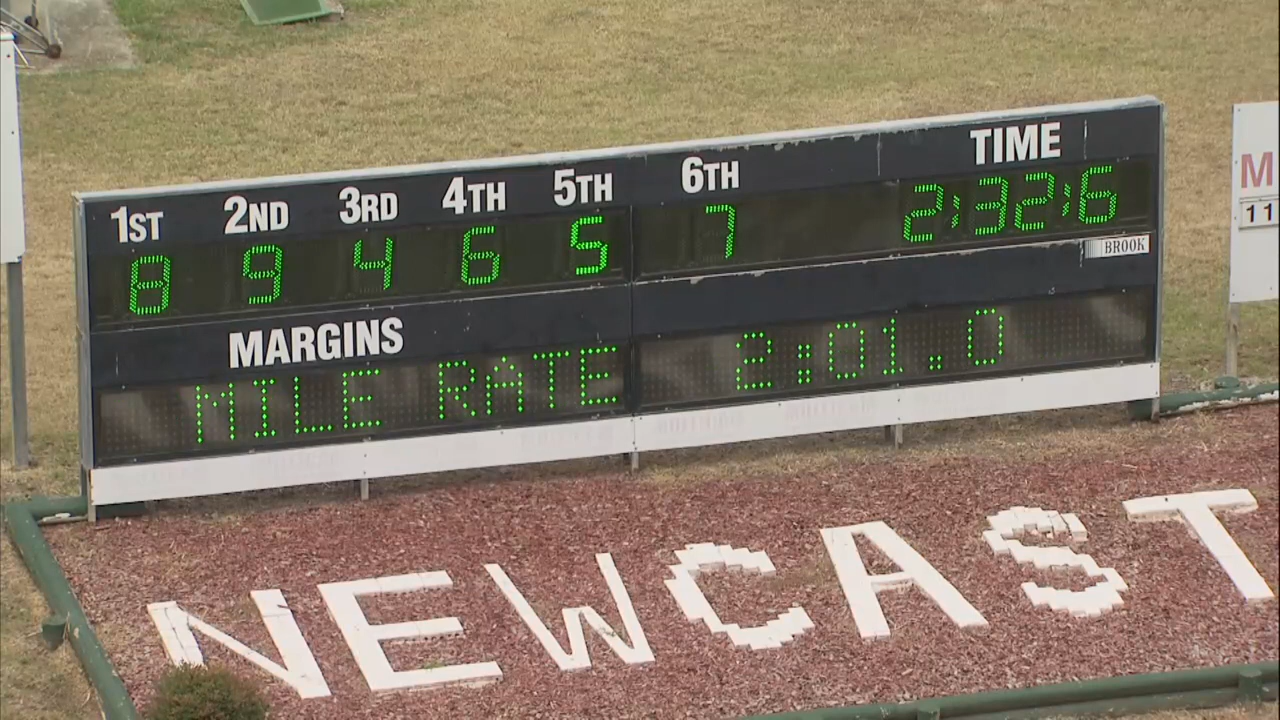 1ST 2ND 3RD 4TH 5TH 6TH TIME
8 9 4 6 5 7 2:32:6
BROOK
MARGINS
MILE RATE 2:01.0
M
11
NEWCAST